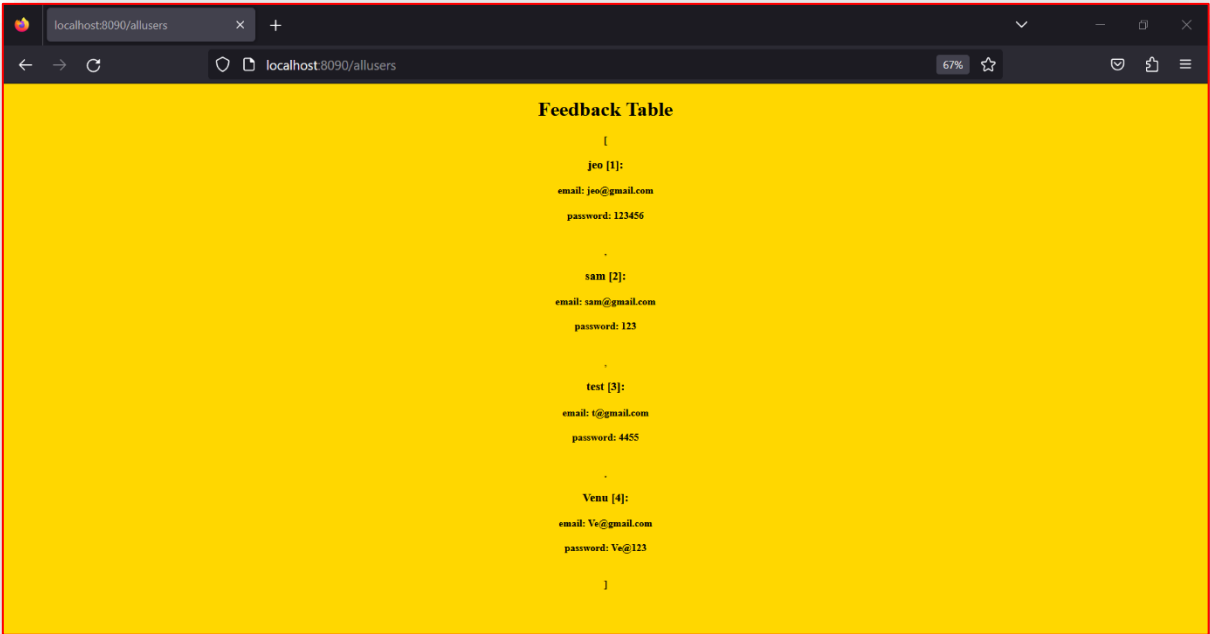 localhost:8090/allusers
localhost:8090/allusers
67%
Feedback Table
[
jeo [1]:
email: jeo@gmail.com
password: 123456
,
sam [2]:
email: sam@gmail.com
password: 123
,
test [3]:
email: t@gmail.com
password: 4455
,
Venu [4]:
email: Ve@gmail.com
password: Ve@123
]